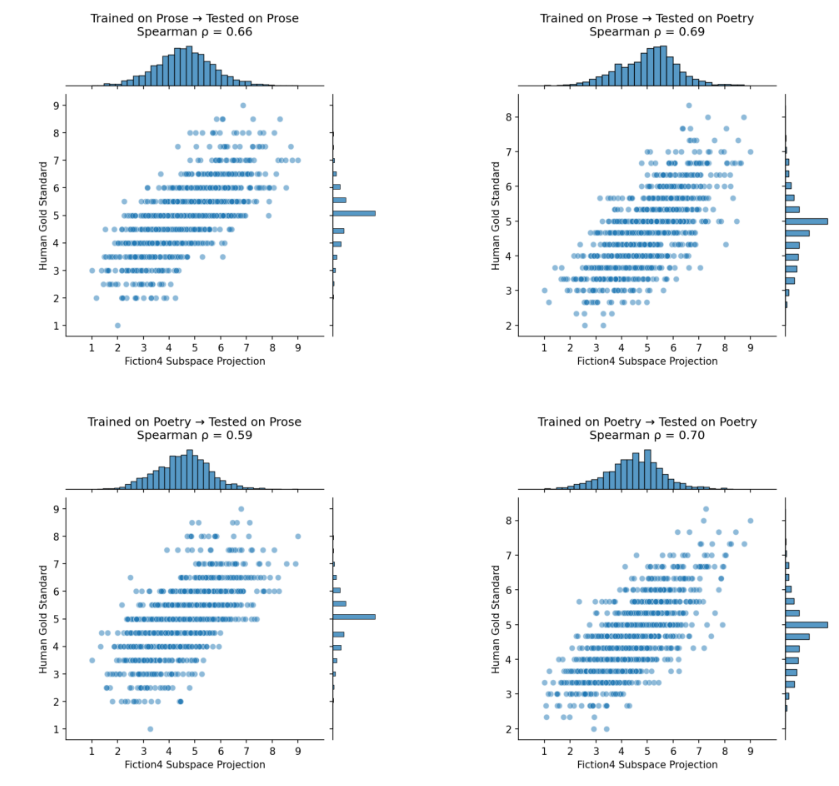 Trained on Prose → Tested on Prose
Spearman ρ = 0.66
9
8
7
6
5
4
3
2
1
Human Gold Standard
1 2 3 4 5 6 7 8 9
Fiction4 Subspace Projection
Trained on Prose → Tested on Poetry
Spearman ρ = 0.69
8
7
6
5
4
3
2
Human Gold Standard
1 2 3 4 5 6 7 8 9
Fiction4 Subspace Projection
Trained on Poetry → Tested on Prose
Spearman ρ = 0.59
9
8
7
6
5
4
3
2
1
Human Gold Standard
1 2 3 4 5 6 7 8 9
Fiction4 Subspace Projection
Trained on Poetry → Tested on Poetry
Spearman ρ = 0.70
8
7
6
5
4
3
2
Human Gold Standard
1 2 3 4 5 6 7 8 9
Fiction4 Subspace Projection